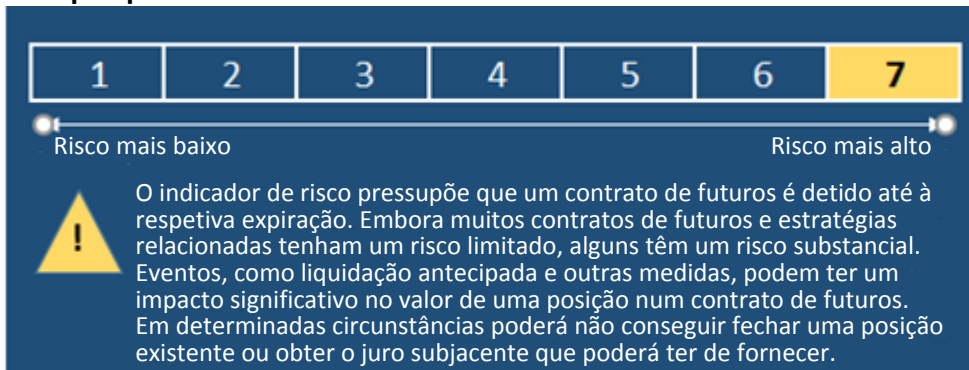 1 2 3 4 5 6 7
Risco mais baixo Risco mais alto
! O indicador de risco pressupõe que um contrato de futuros é detido até à
respetiva expiração. Embora muitos contratos de futuros e estratégias
relacionadas tenham um risco limitado, alguns têm um risco substancial.
Eventos, como liquidação antecipada e outras medidas, podem ter um
impacto significativo no valor de uma posição num contrato de futuros.
Em determinadas circunstâncias poderá não conseguir fechar uma posição
existente ou obter o juro subjacente que poderá ter de fornecer.